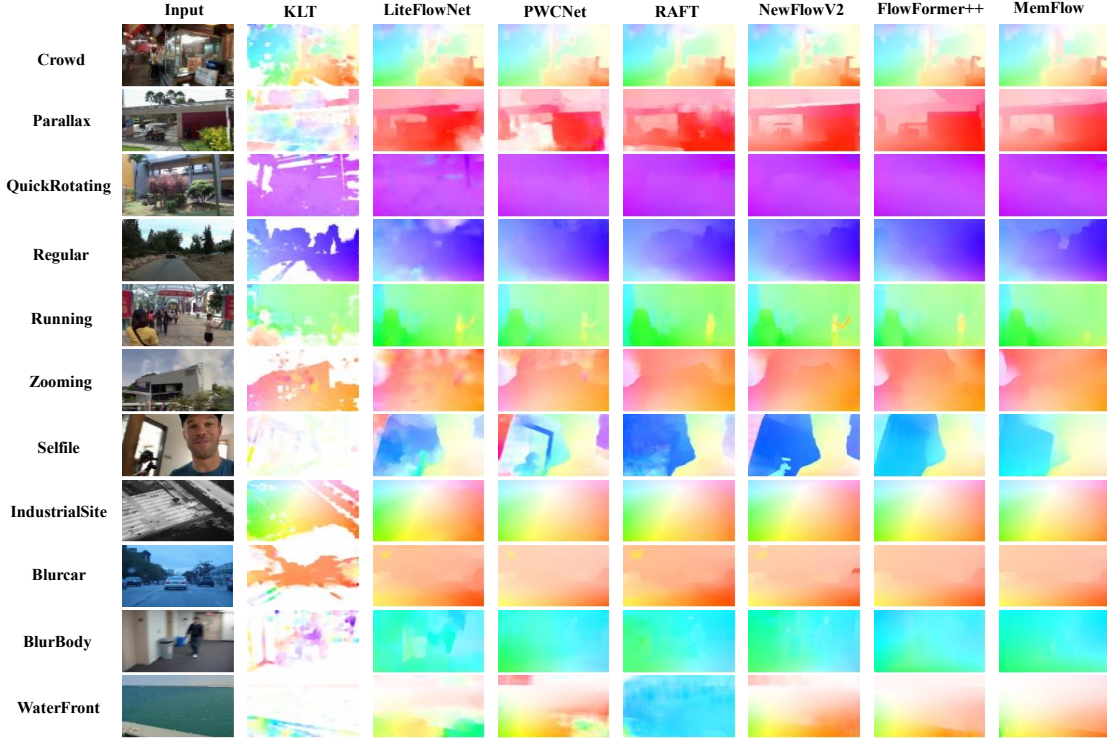 Input KLT LiteFlowNet PWCNet RAFT NewFlowV2 FlowFormer++ MemFlow
Crowd
Parallax
QuickRotating
Regular
Running
Zooming
Selfile
IndustrialSite
Blurcar
BlurBody
WaterFront